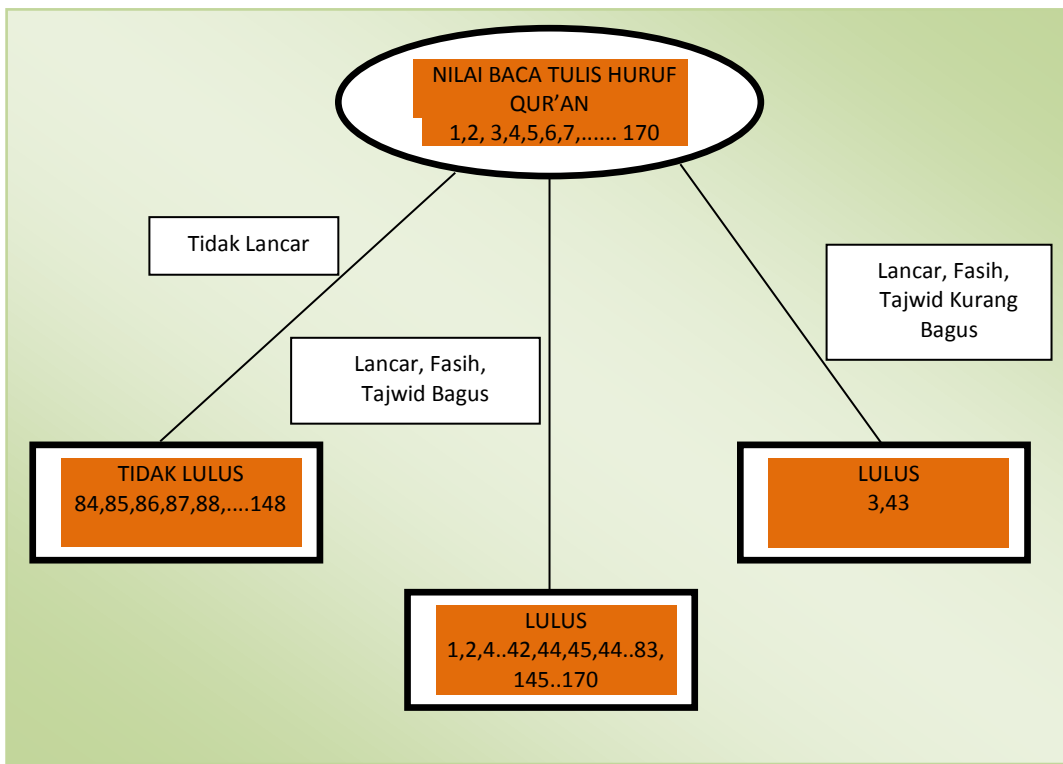 NILAI BACA TULIS HURUF
QUR’AN
1,2, 3,4,5,6,7,...... 170
Tidak Lancar
Lancar, Fasih,
Tajwid Kurang
Bagus
Lancar, Fasih,
Tajwid Bagus
TIDAK LULUS
84,85,86,87,88,....148
LULUS
3,43
LULUS
1,2,4..42,44,45,44..83,
145..170